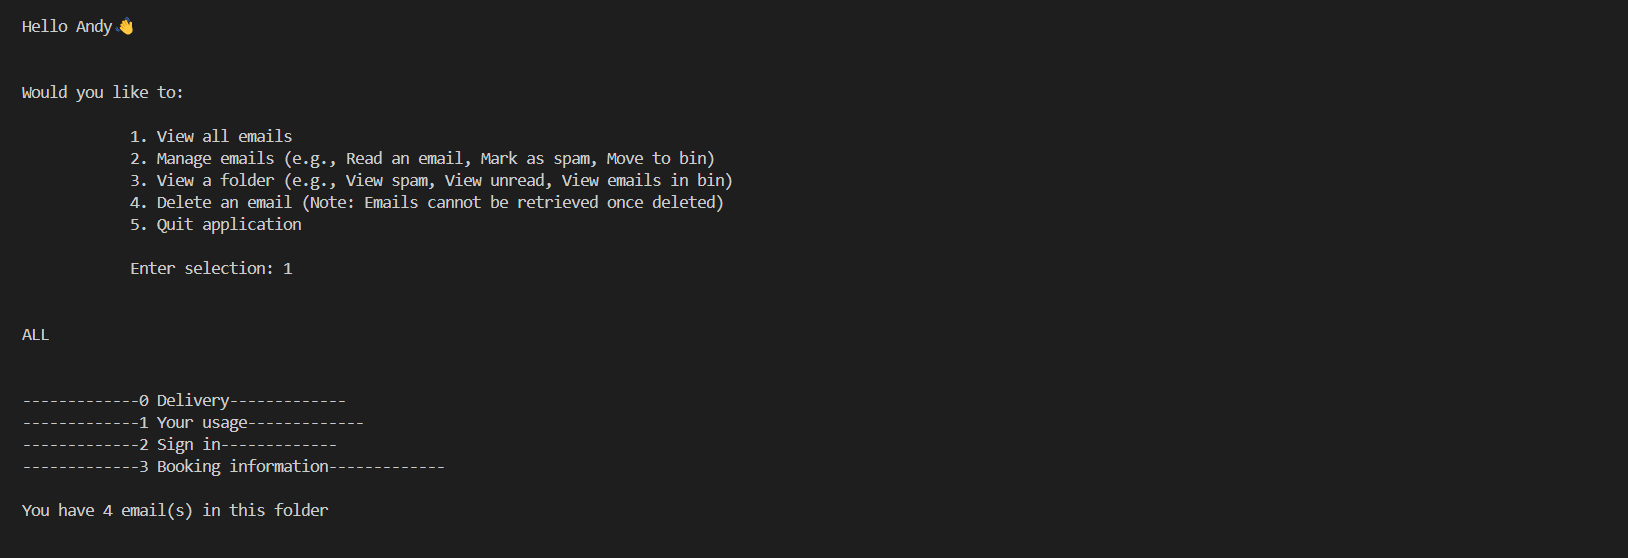 Hello Andy👋
Would you like to:
1. View all emails
2. Manage emails (e.g., Read an email, Mark as spam, Move to bin)
3. View a folder (e.g., View spam, View unread, View emails in bin)
4. Delete an email (Note: Emails cannot be retrieved once deleted)
5. Quit application
Enter selection: 1
ALL
-------------0 Delivery-------------
-------------1 Your usage-------------
-------------2 Sign in-------------
-------------3 Booking information-------------
You have 4 email(s) in this folder